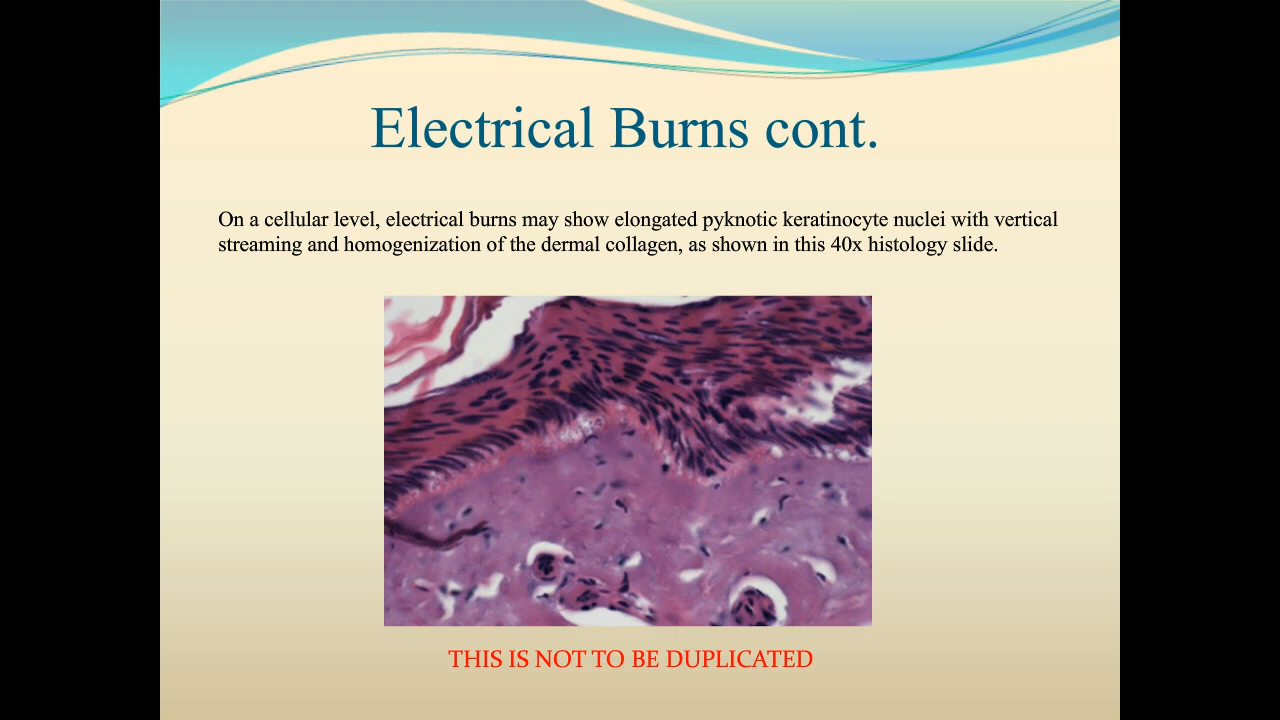 Electrical Burns cont.
On a cellular level, electrical burns may show elongated pyknotic keratinocyte nuclei with vertical
streaming and homogenization of the dermal collagen, as shown in this 40x histology slide.
THIS IS NOT TO BE DUPLICATED